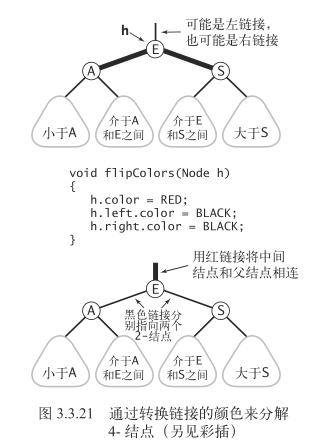 h
可能是左链接，
也可能是右链接
E
A
S
小于A
介于A
和E之间
介于E
和S之间
大于S
void flipColors(Node h)
{
h.color = RED;
h.left.color = BLACK;
h.right.color = BLACK;
}
用红链接将中间
结点和父结点相连
E
A
S
黑色链接分
别指向两个
2-结点
小于A
介于A
和E之间
介于E
和S之间
大于S
图 3.3.21 通过转换链接的颜色来分解
4- 结点（另见彩插）